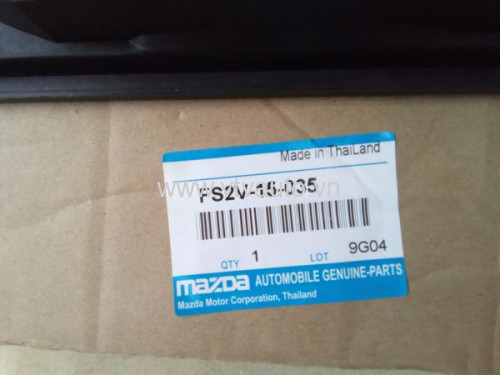 Made in ThaiLand
FS2V-15-035
QTY 1 LOT 9G04
mazda AUTOMOBILE GENUINE-PARTS
Mazda Motor Corporation, Thailand